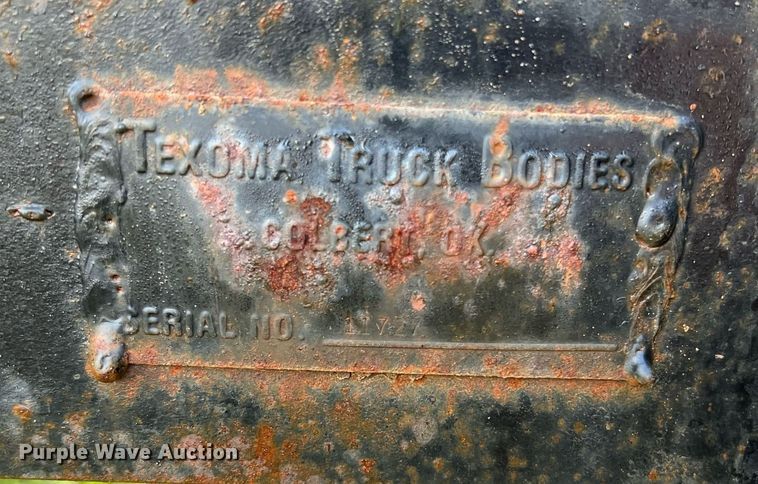 TEXOMA TRUCK BODIES
COLBERT, OK.
SERIAL NO.
Purple Wave Auction